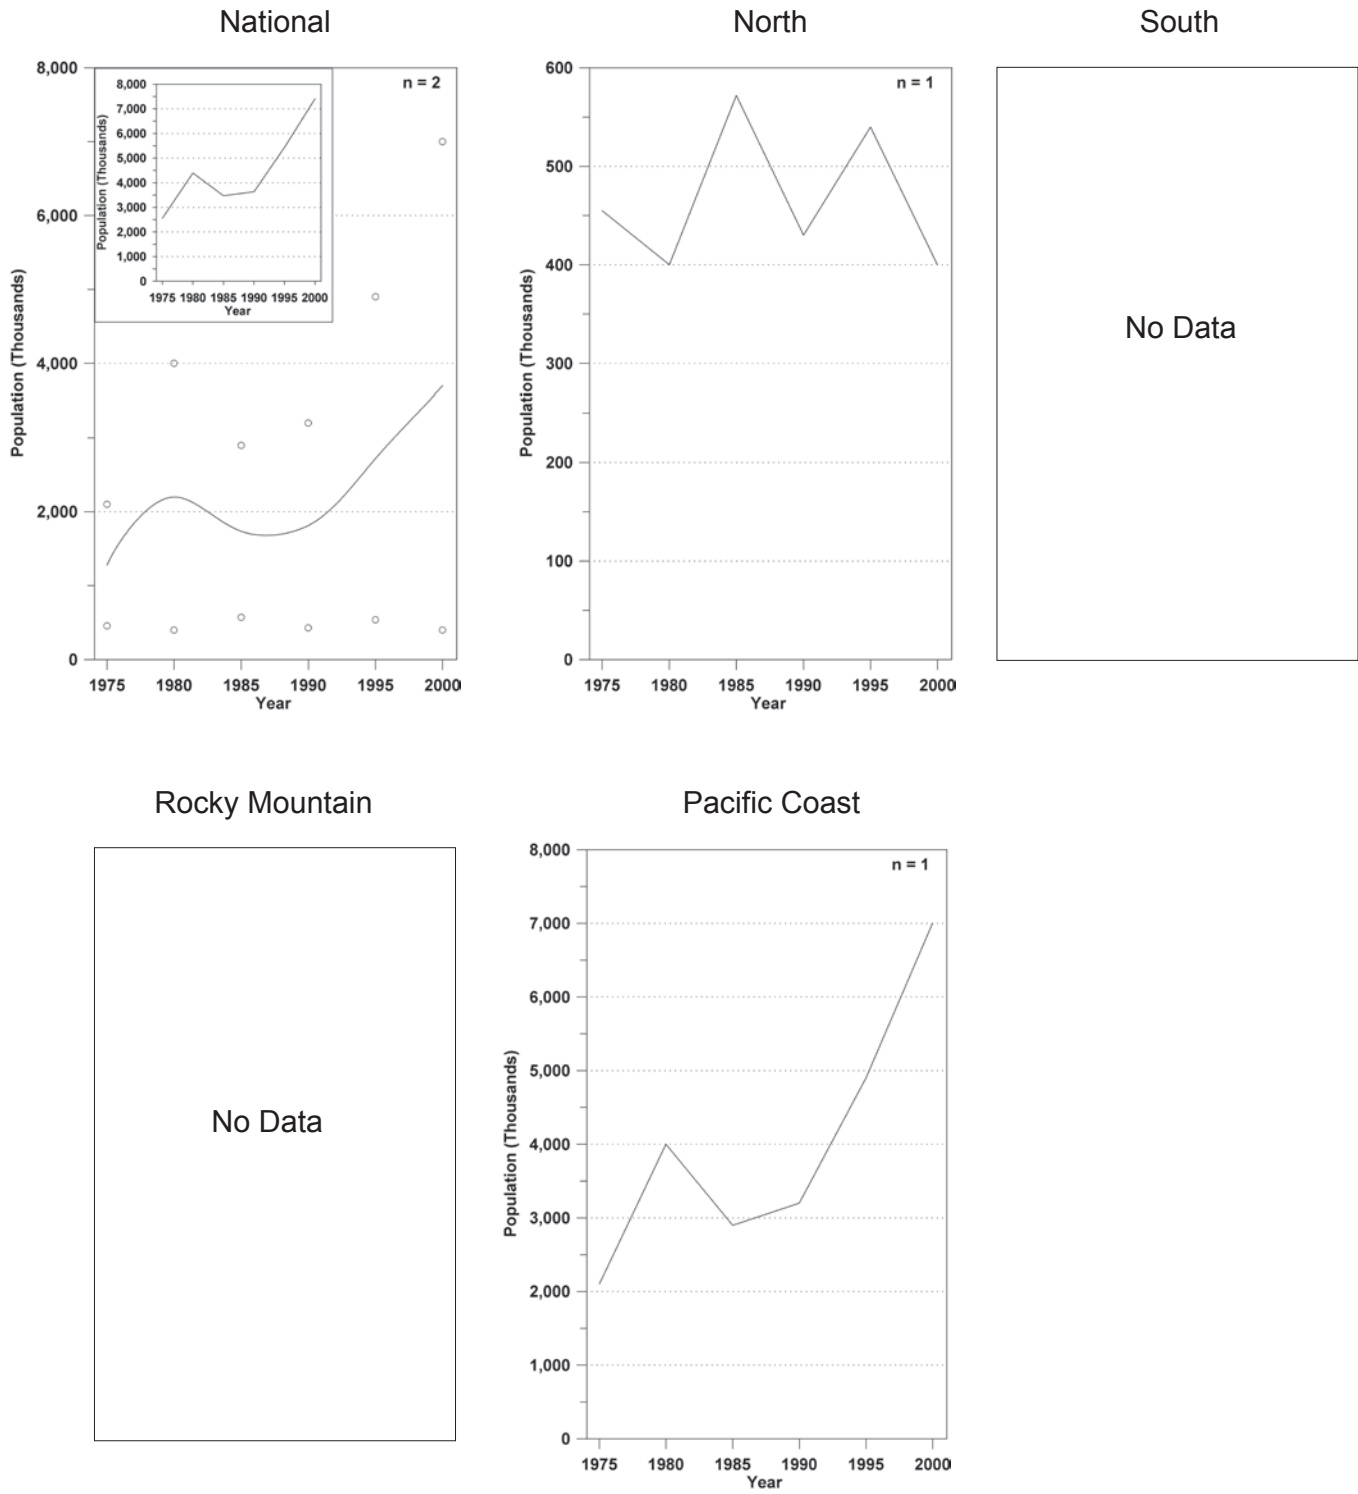 National
North
South
8,000
6,000
4,000
2,000
0
Population (Thousands)
n = 2
8,000
7,000
6,000
5,000
4,000
3,000
2,000
1,000
0
Population (Thousands)
1975 1980 1985 1990 1995 2000
Year
1975 1980 1985 1990 1995 2000
Year
600
500
400
300
200
100
0
Population (Thousands)
n = 1
1975 1980 1985 1990 1995 2000
Year
No Data
Rocky Mountain
Pacific Coast
No Data
8,000
7,000
6,000
5,000
4,000
3,000
2,000
1,000
0
Population (Thousands)
n = 1
1975 1980 1985 1990 1995 2000
Year